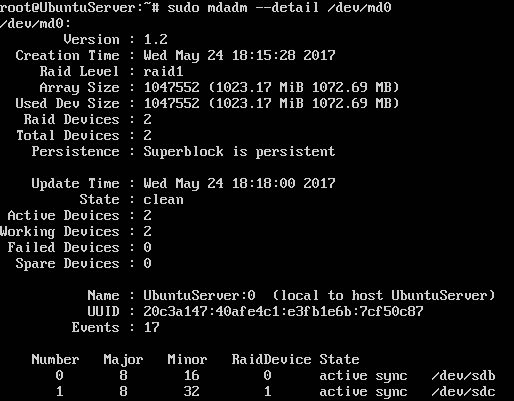 root@UbuntuServer:~# sudo mdadm --detail /dev/md0
/dev/md0:
Version : 1.2
Creation Time : Wed May 24 18:15:28 2017
Raid Level : raid1
Array Size : 1047552 (1023.17 MiB 1072.69 MB)
Used Dev Size : 1047552 (1023.17 MiB 1072.69 MB)
Raid Devices : 2
Total Devices : 2
Persistence : Superblock is persistent
Update Time : Wed May 24 18:18:00 2017
State : clean
Active Devices : 2
Working Devices : 2
Failed Devices : 0
Spare Devices : 0
Name : UbuntuServer:0 (local to host UbuntuServer)
UUID : 20c3a147:40afe4c1:e3fb1e6b:7cf50c87
Events : 17
Number Major Minor RaidDevice State
0 8 16 0 active sync /dev/sdb
1 8 32 1 active sync /dev/sdc